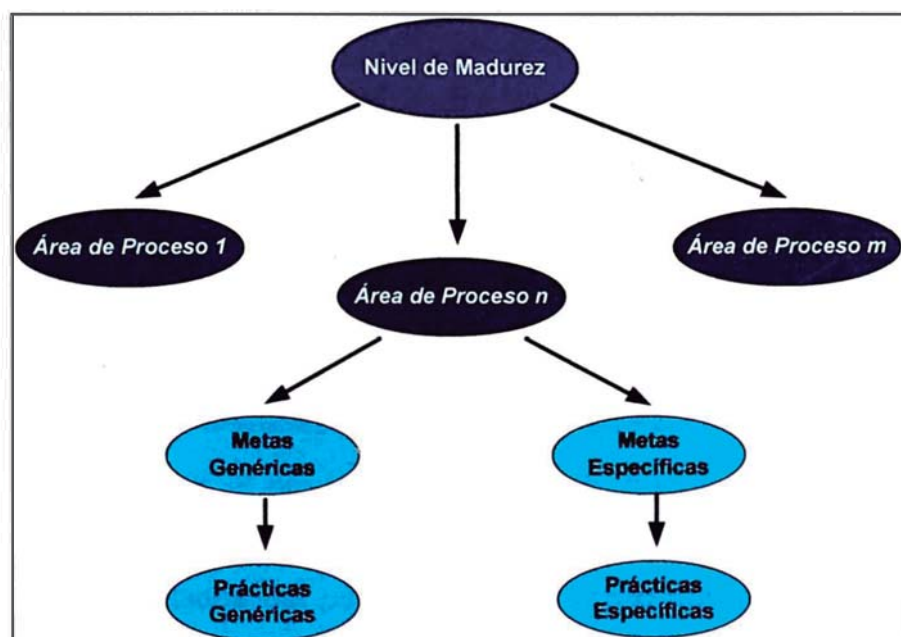 Nivel de Madurez
Área de Proceso 1
Área de Proceso m
Área de Proceso n
Metas
Genéricas
Metas
Específicas
Prácticas
Genéricas
Prácticas
Específicas